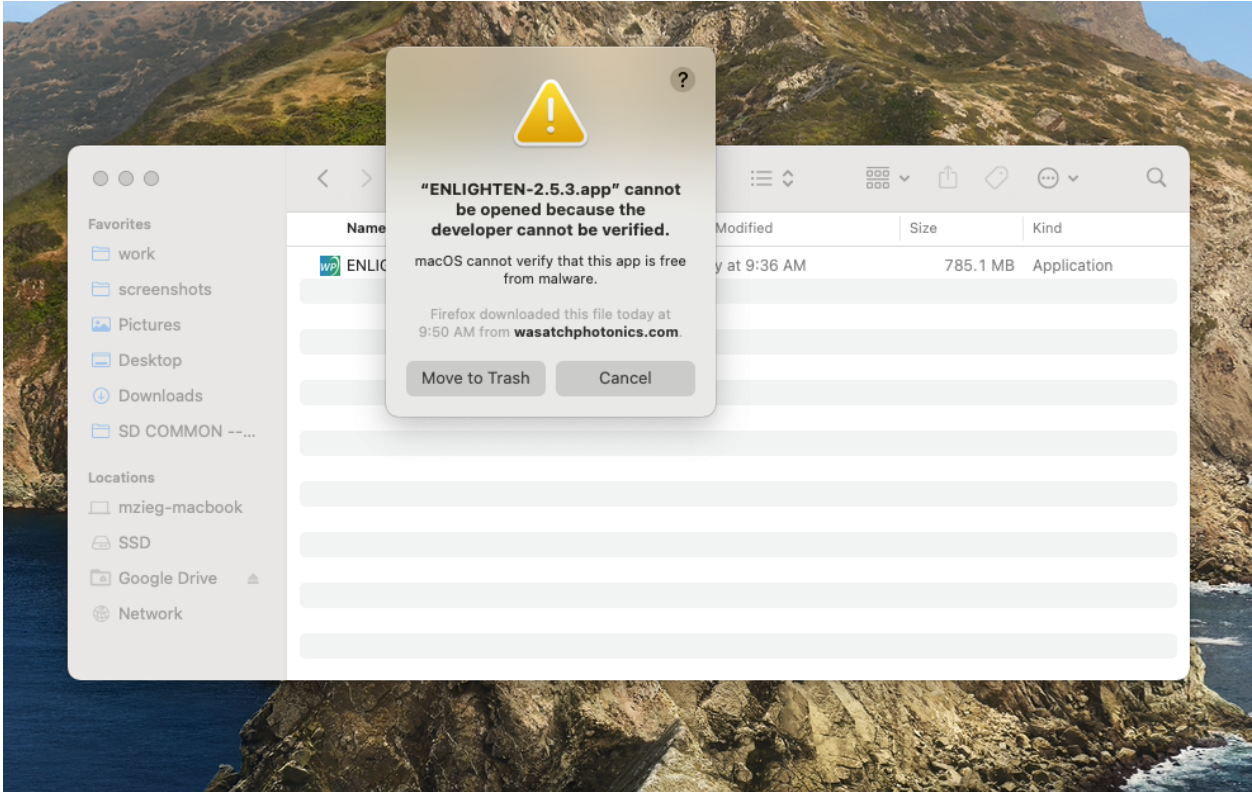 ?
“ENLIGHTEN-2.5.3.app” cannot
be opened because the
developer cannot be verified.
macOS cannot verify that this app is free
from malware.
Firefox downloaded this file today at
9:50 AM from wasatchphotonics.com.
Move to Trash
Cancel
Favorites
work
screenshots
Pictures
Desktop
Downloads
SD COMMON --...
Locations
mzieg-macbook
SSD
Google Drive
Network
Name Modified Size Kind
WP ENLIG y at 9:36 AM 785.1 MB Application